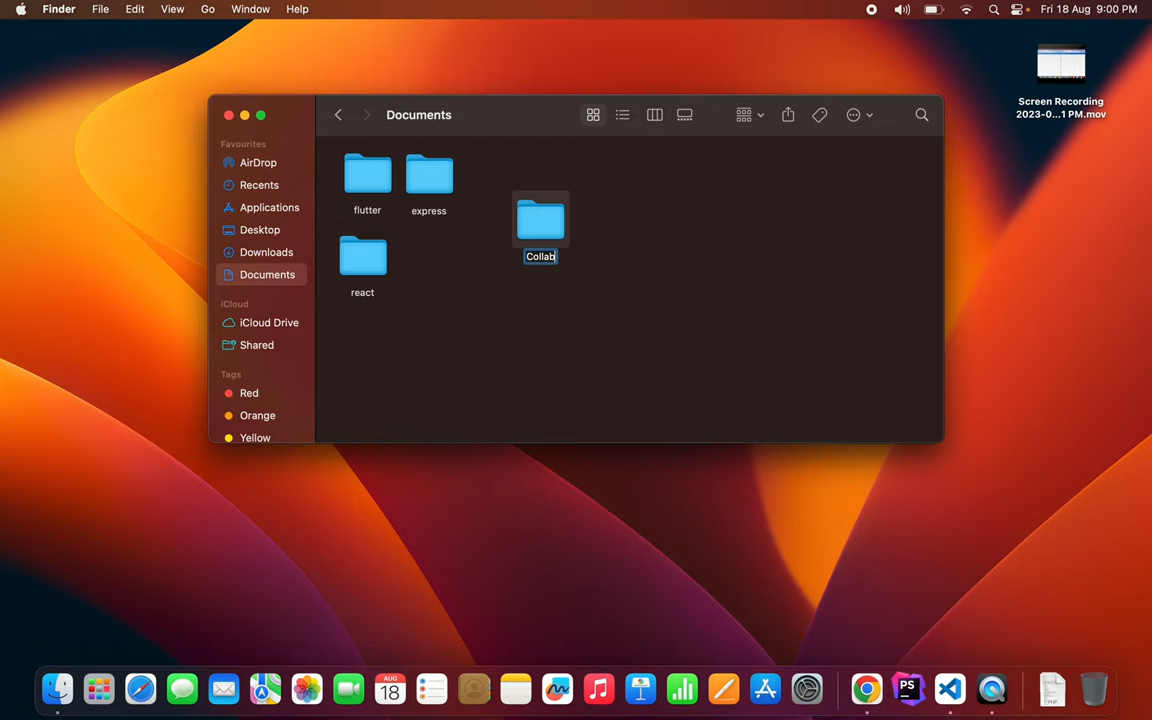 Finder File Edit View Go Window Help
Fri 18 Aug 9:00 PM
Screen Recording
2023-0...1 PM.mov
Documents
Favourites
AirDrop
Recents
Applications
Desktop
Downloads
Documents
iCloud
iCloud Drive
Shared
Tags
Red
Orange
Yellow
flutter
express
react
Collab
AUG
18
PS
PHP